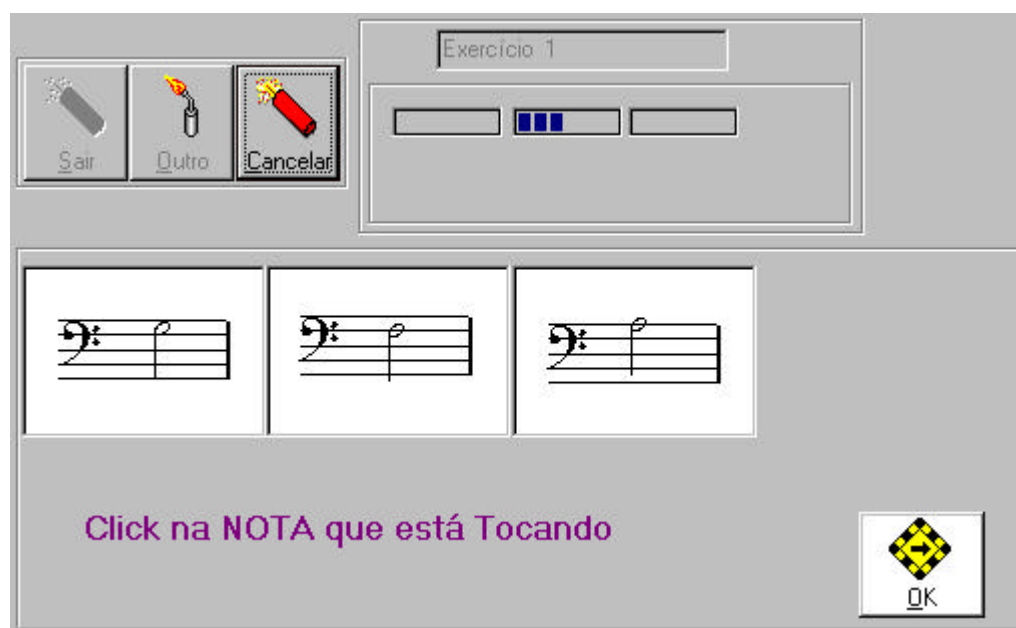 Exercício 1
Sair
Outro
Cancelar
Click na NOTA que está Tocando
OK